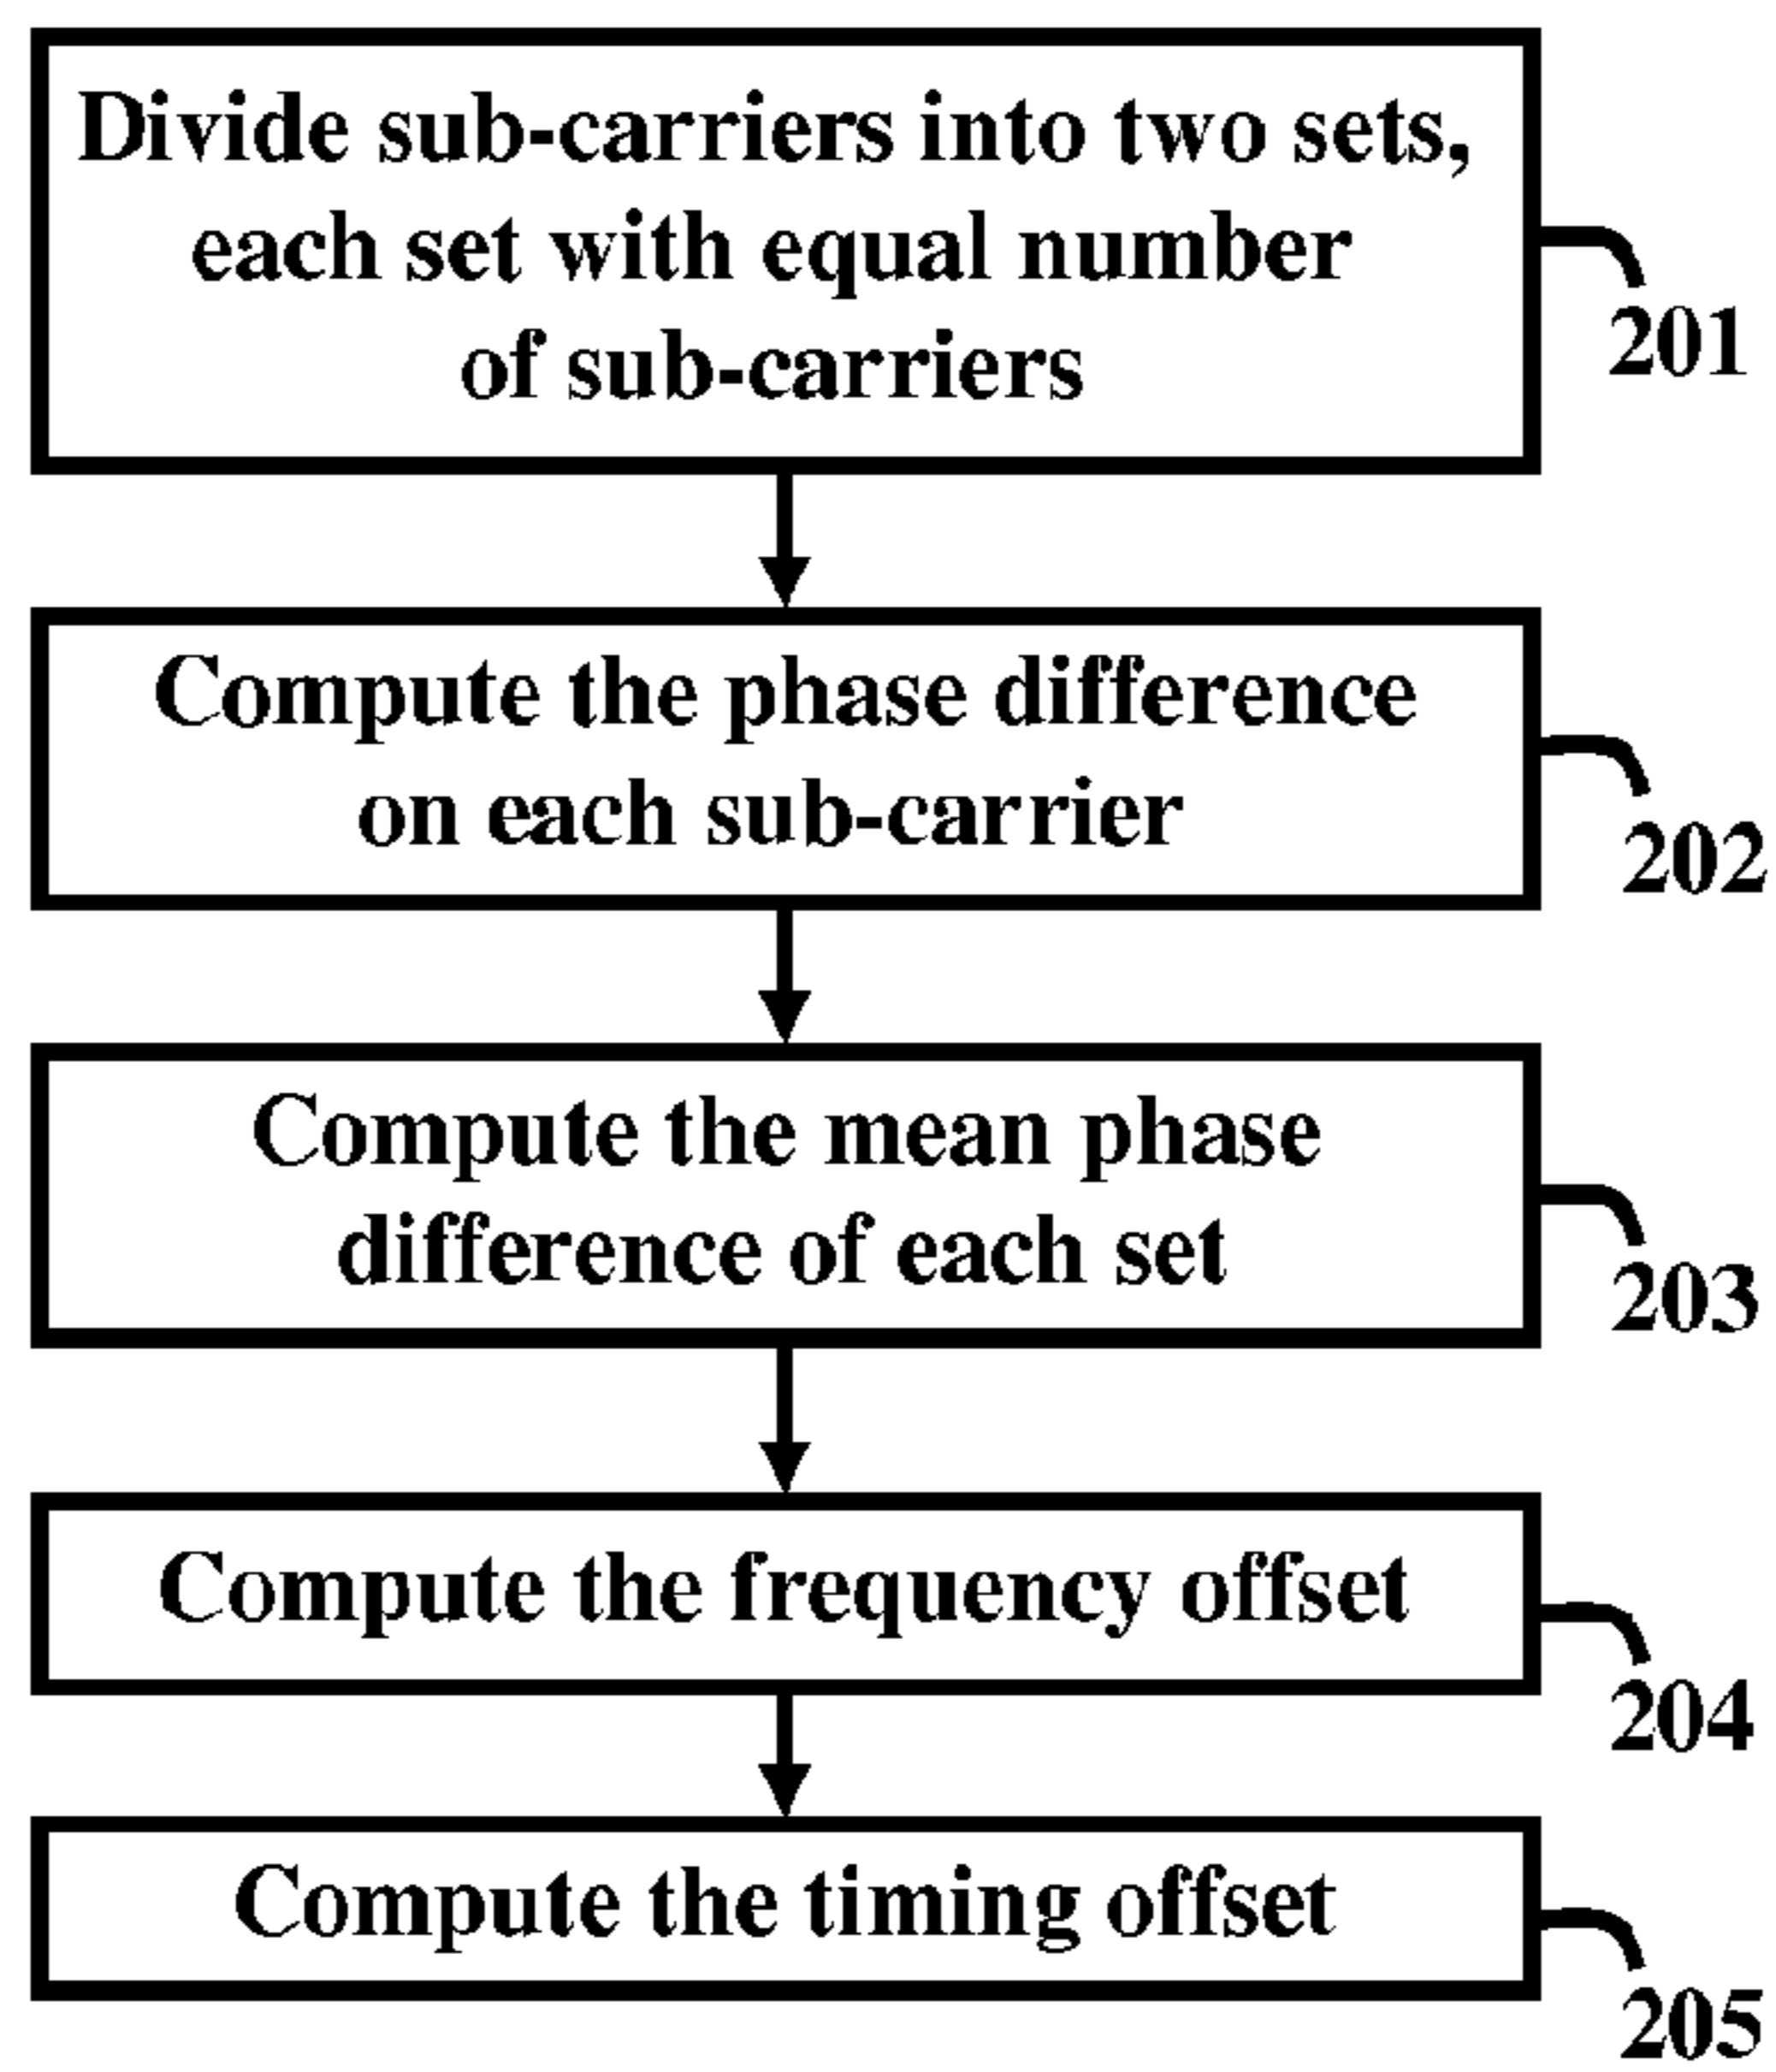 Divide sub-carriers into two sets,
each set with equal number
of sub-carriers
201
Compute the phase difference
on each sub-carrier
202
Compute the mean phase
difference of each set
203
Compute the frequency offset
204
Compute the timing offset
205